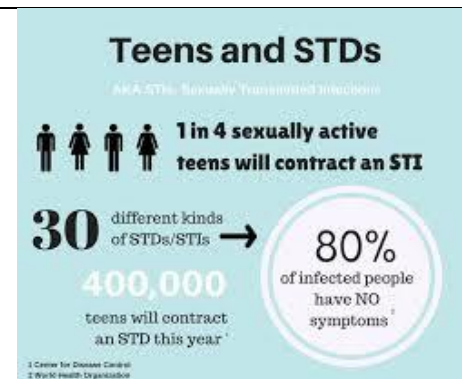 Teens and STDs
AKA STIs- Sexually Transmitted Infections
1 in 4 sexually active
teens will contract an STI
30 different kinds
of STDs/STIs
80%
of infected people
have NO
symptoms 2
400,000
teens will contract
an STD this year 1
1 Center for Disease Control
2 World Health Organization